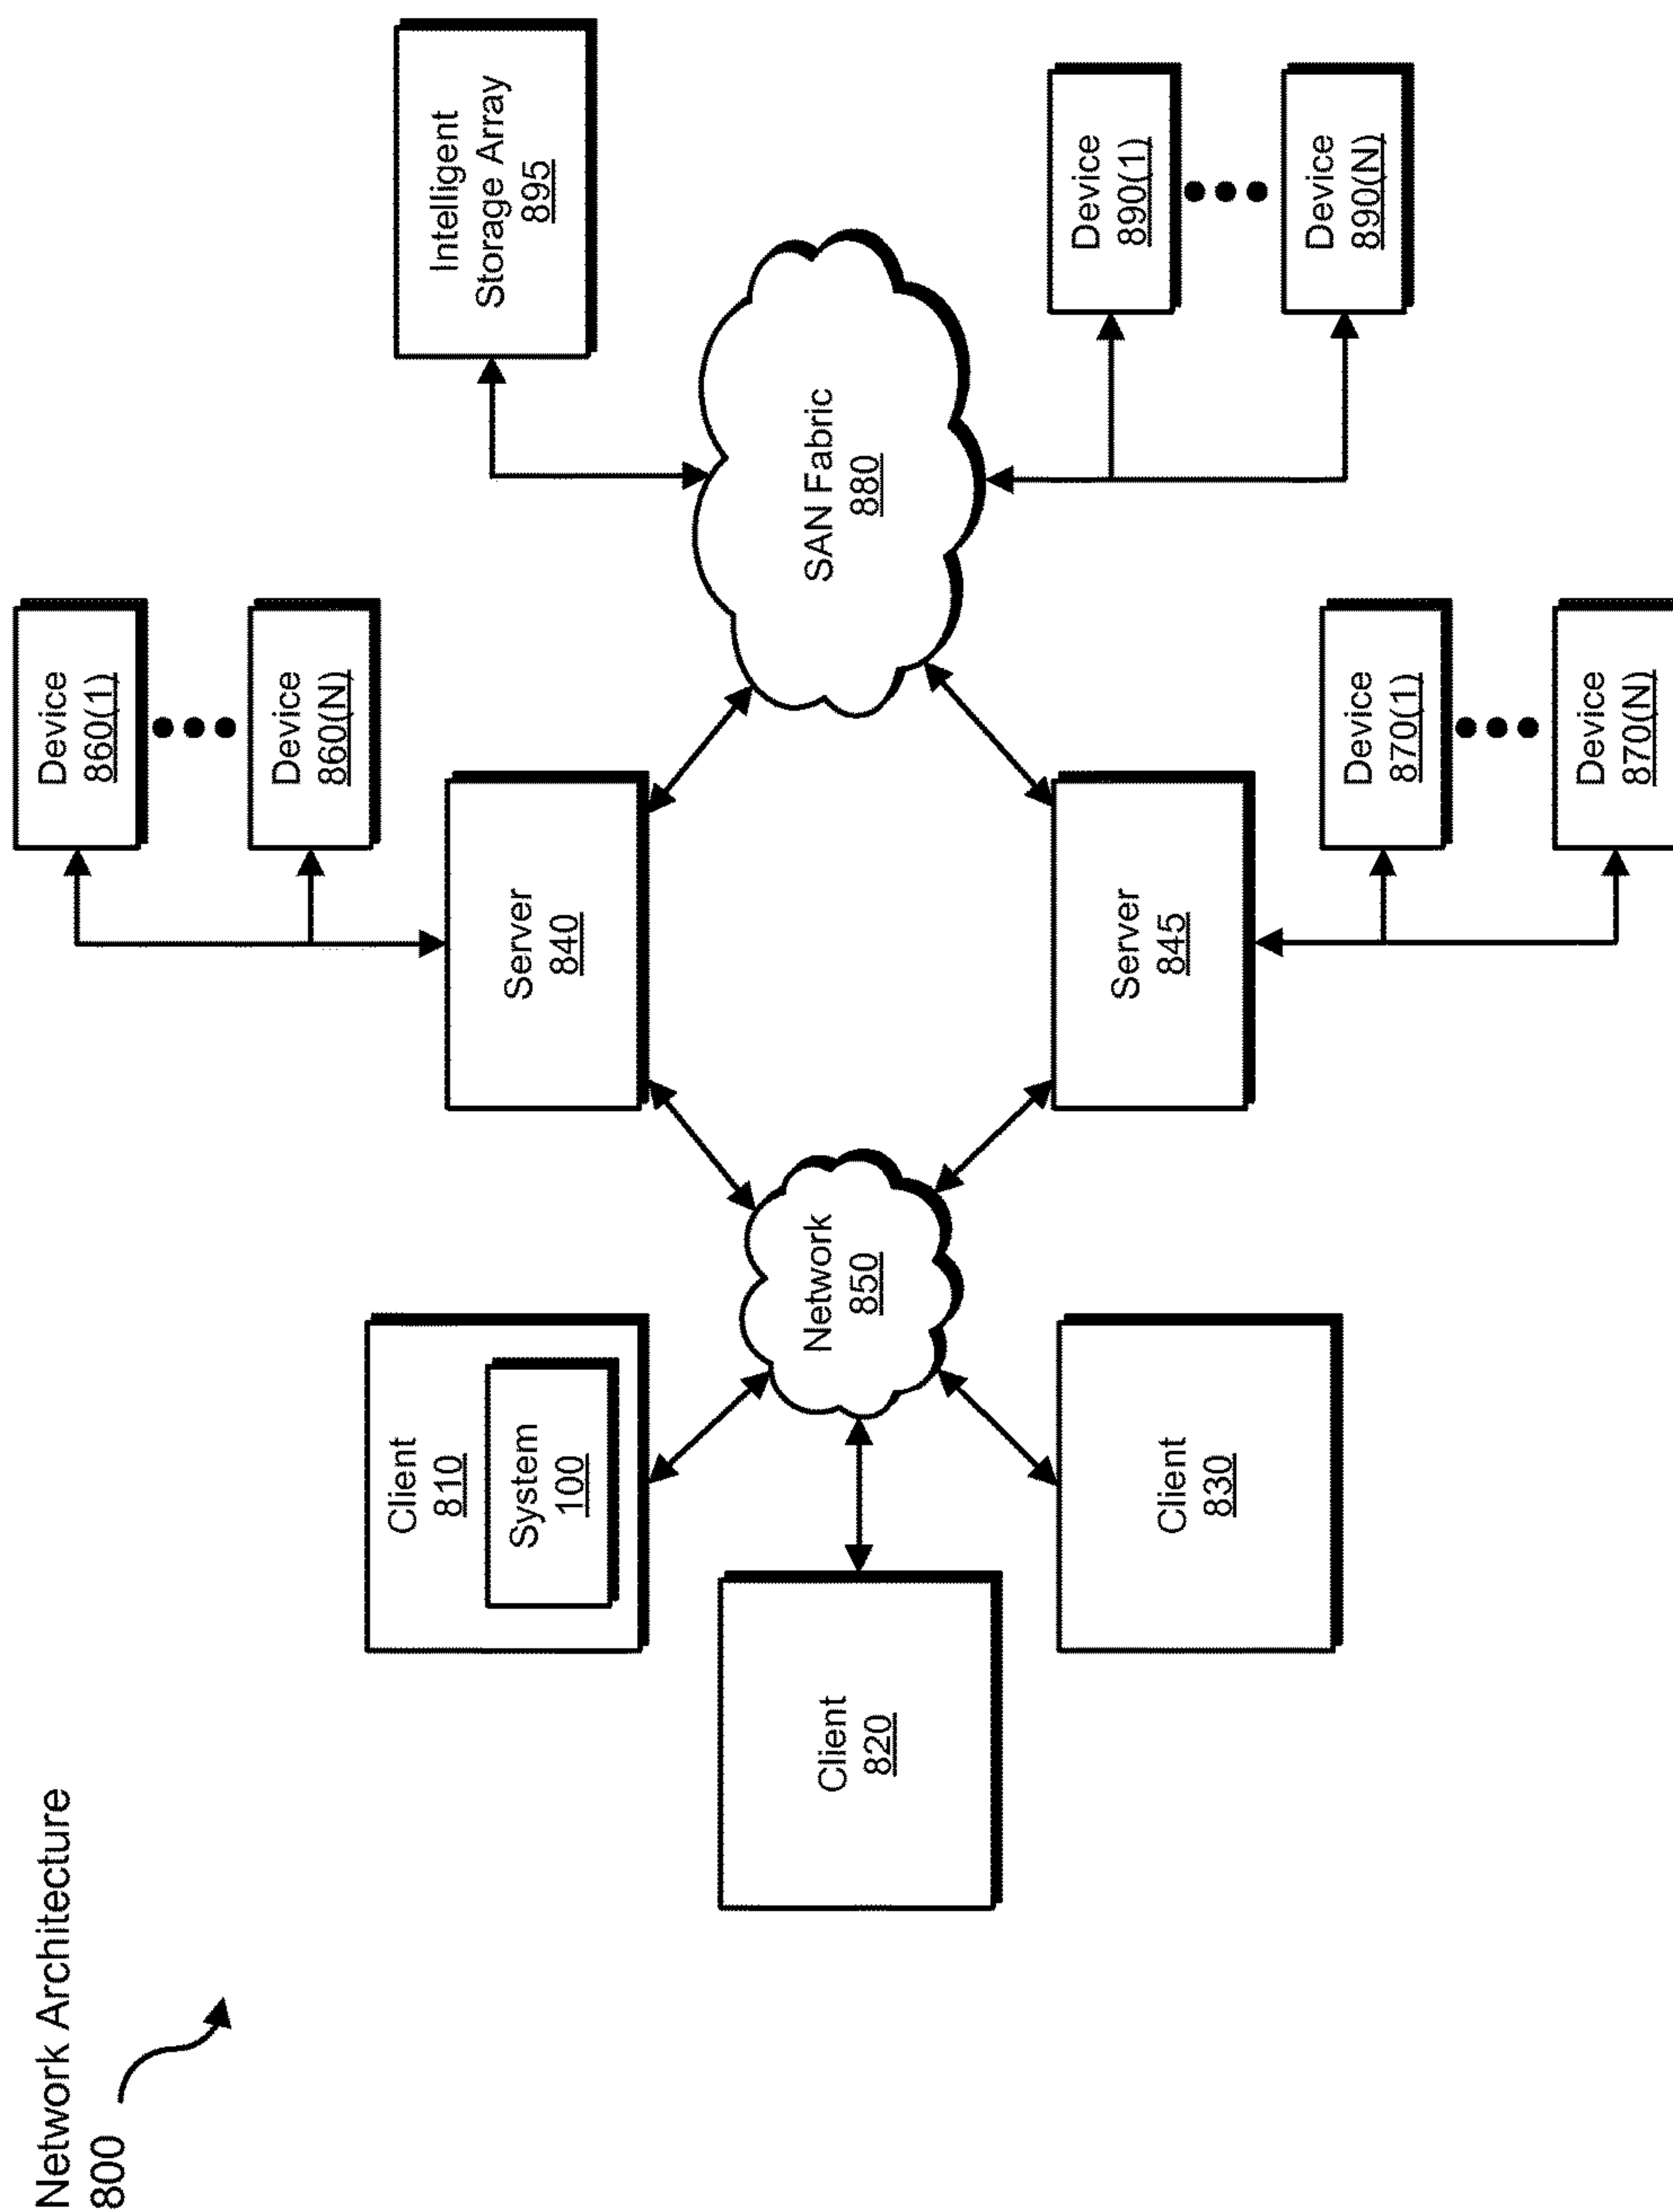 Network Architecture
800
Device
860(1)
Device
860(N)
Intelligent
Storage Array
895
Client
810
System
100
Server
840
Client
820
Network
850
SAN Fabric
880
Device
890(1)
Device
890(N)
Client
830
Server
845
Device
870(1)
Device
870(N)